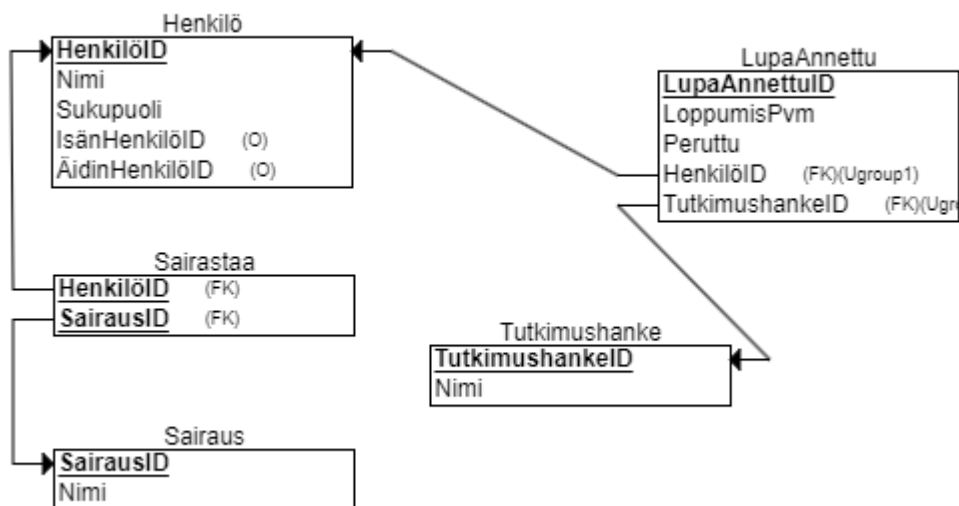 Henkilö
HenkilöID
Nimi
Sukupuoli
IsänHenkilöID (O)
ÄidinHenkilöID (O)
LupaAnnettu
LupaAnnettuID
LoppumisPvm
Peruttu
HenkilöID (FK)(Ugroup1)
TutkimushankeID (FK)(Ugr
Sairastaa
HenkilöID (FK)
SairausID (FK)
Tutkimushanke
TutkimushankeID
Nimi
Sairaus
SairausID
Nimi